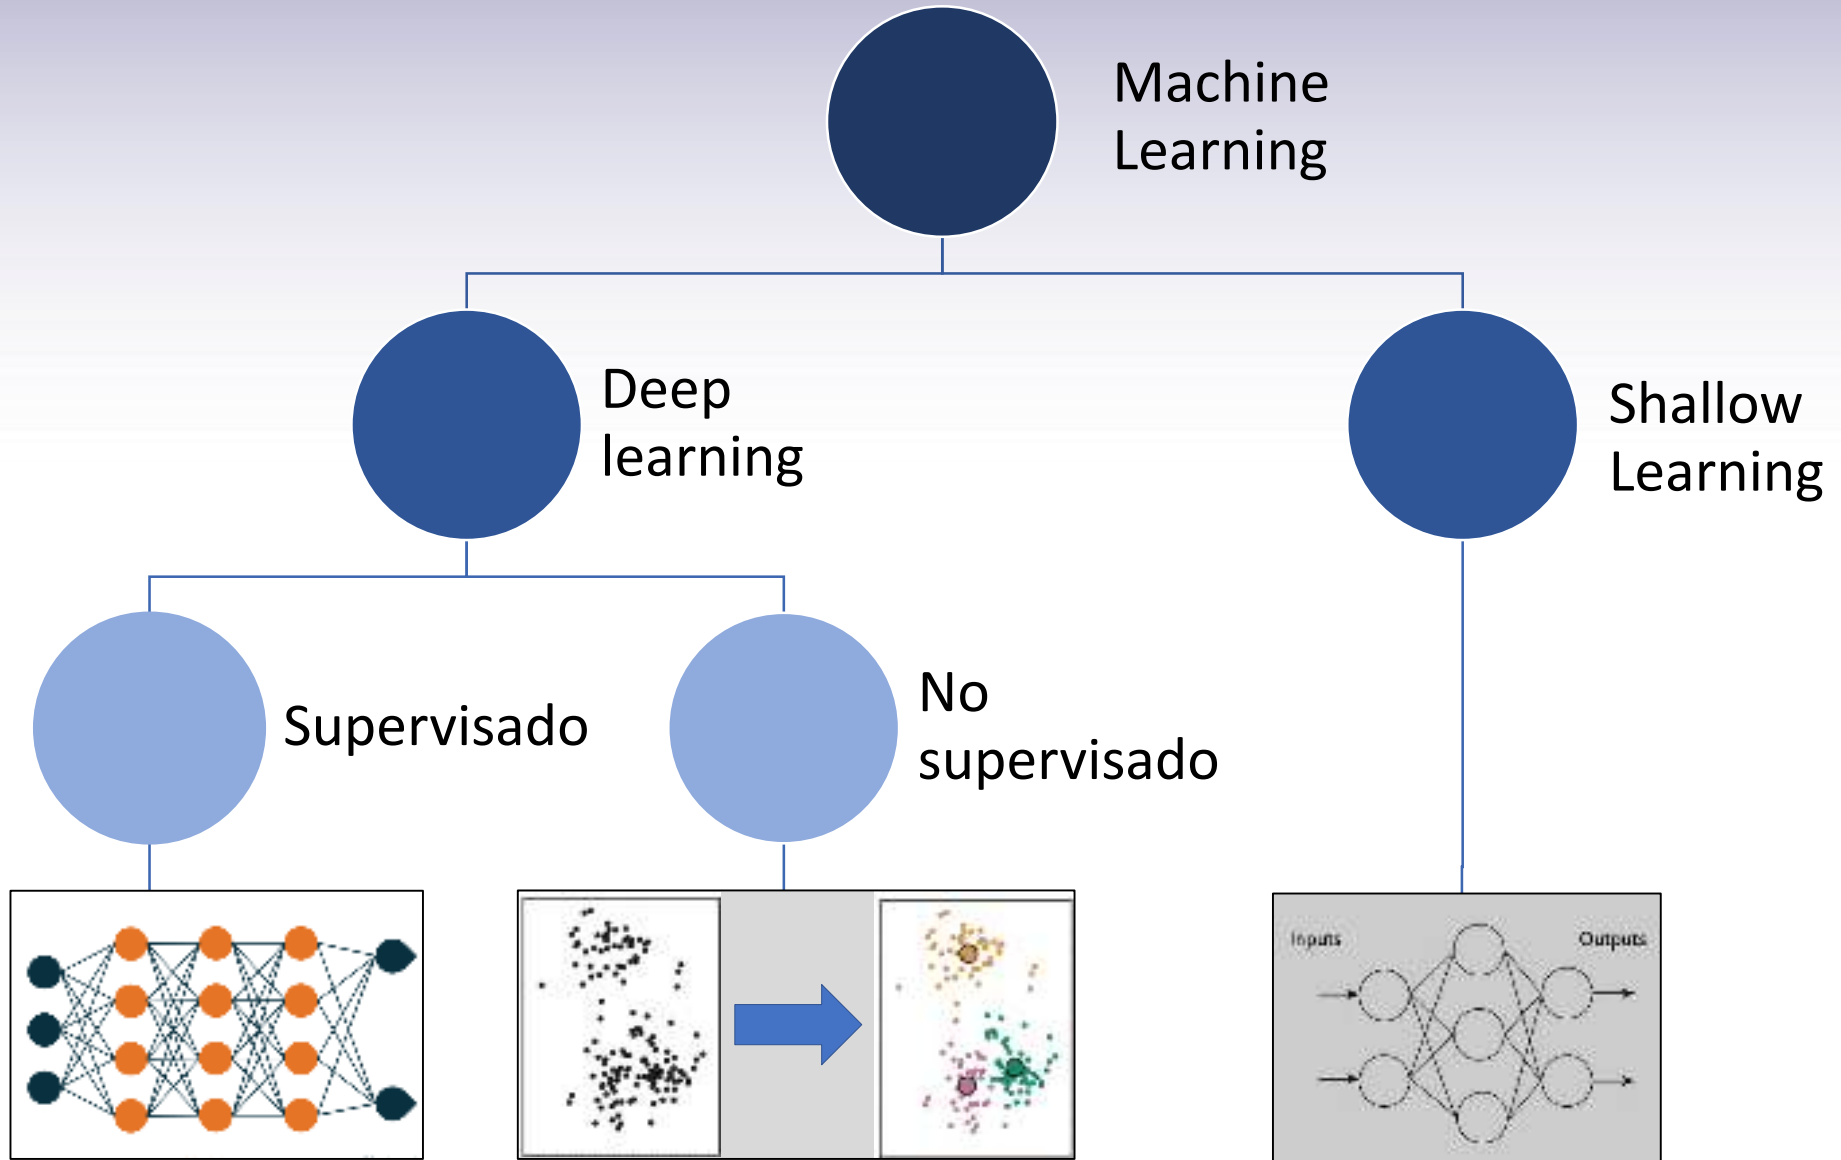 Machine
Learning
Deep
learning
Shallow
Learning
Supervisado
No
supervisado
Inputs
Outputs